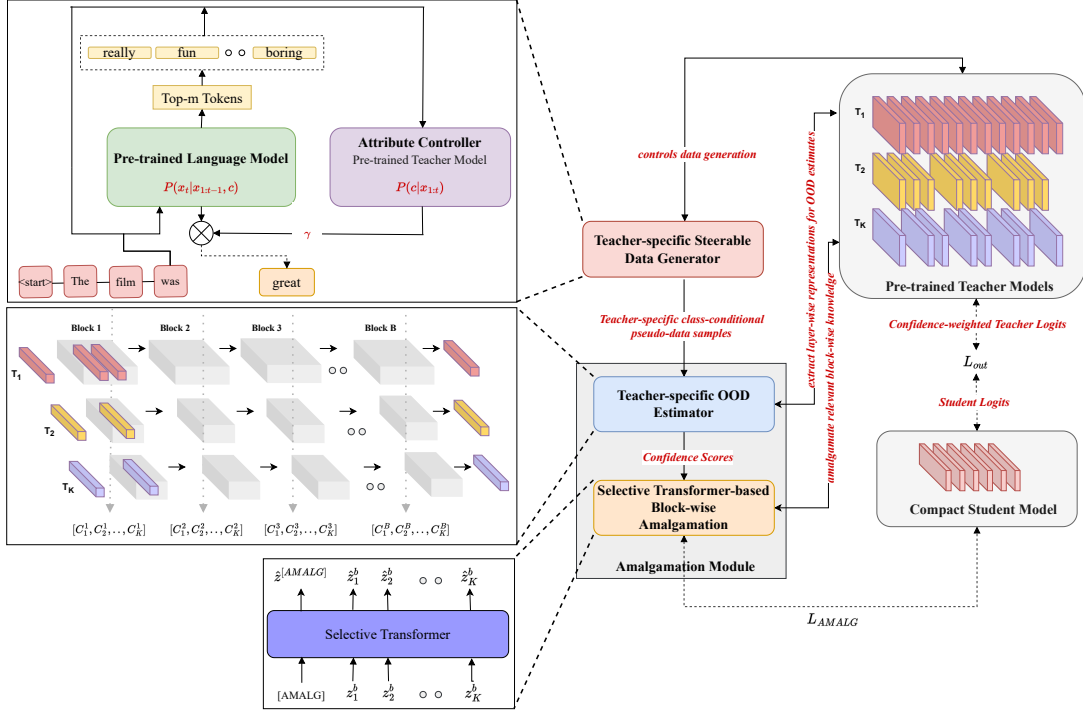 really fun boring
Top-m Tokens
Pre-trained Language Model
P(x_t|x_{1:t-1}, c)
Attribute Controller
Pre-trained Teacher Model
P(c|x_{1:t})
γ
<start> The film was
great
Block 1 Block 2 Block 3 Block B
T_1
T_2
T_K
[C_1^1, C_2^1, .., C_K^1] [C_1^2, C_2^2, .., C_K^2] [C_1^3, C_2^3, .., C_K^3] [C_1^B, C_2^B, .., C_K^B]
ẑ^{[AMALG]} ẑ_1^b ẑ_2^b ẑ_K^b
Selective Transformer
[AMALG] z_1^b z_2^b z_K^b
controls data generation
Teacher-specific Steerable
Data Generator
Teacher-specific class-conditional
pseudo-data samples
Teacher-specific OOD
Estimator
Confidence Scores
Selective Transformer-based
Block-wise
Amalgamation
Amalgamation Module
extract layer-wise representations for OOD estimates
amalgamate relevant block-wise knowledge
T_1
T_2
T_K
Pre-trained Teacher Models
Confidence-weighted Teacher Logits
L_{out}
Student Logits
Compact Student Model
L_{AMALG}